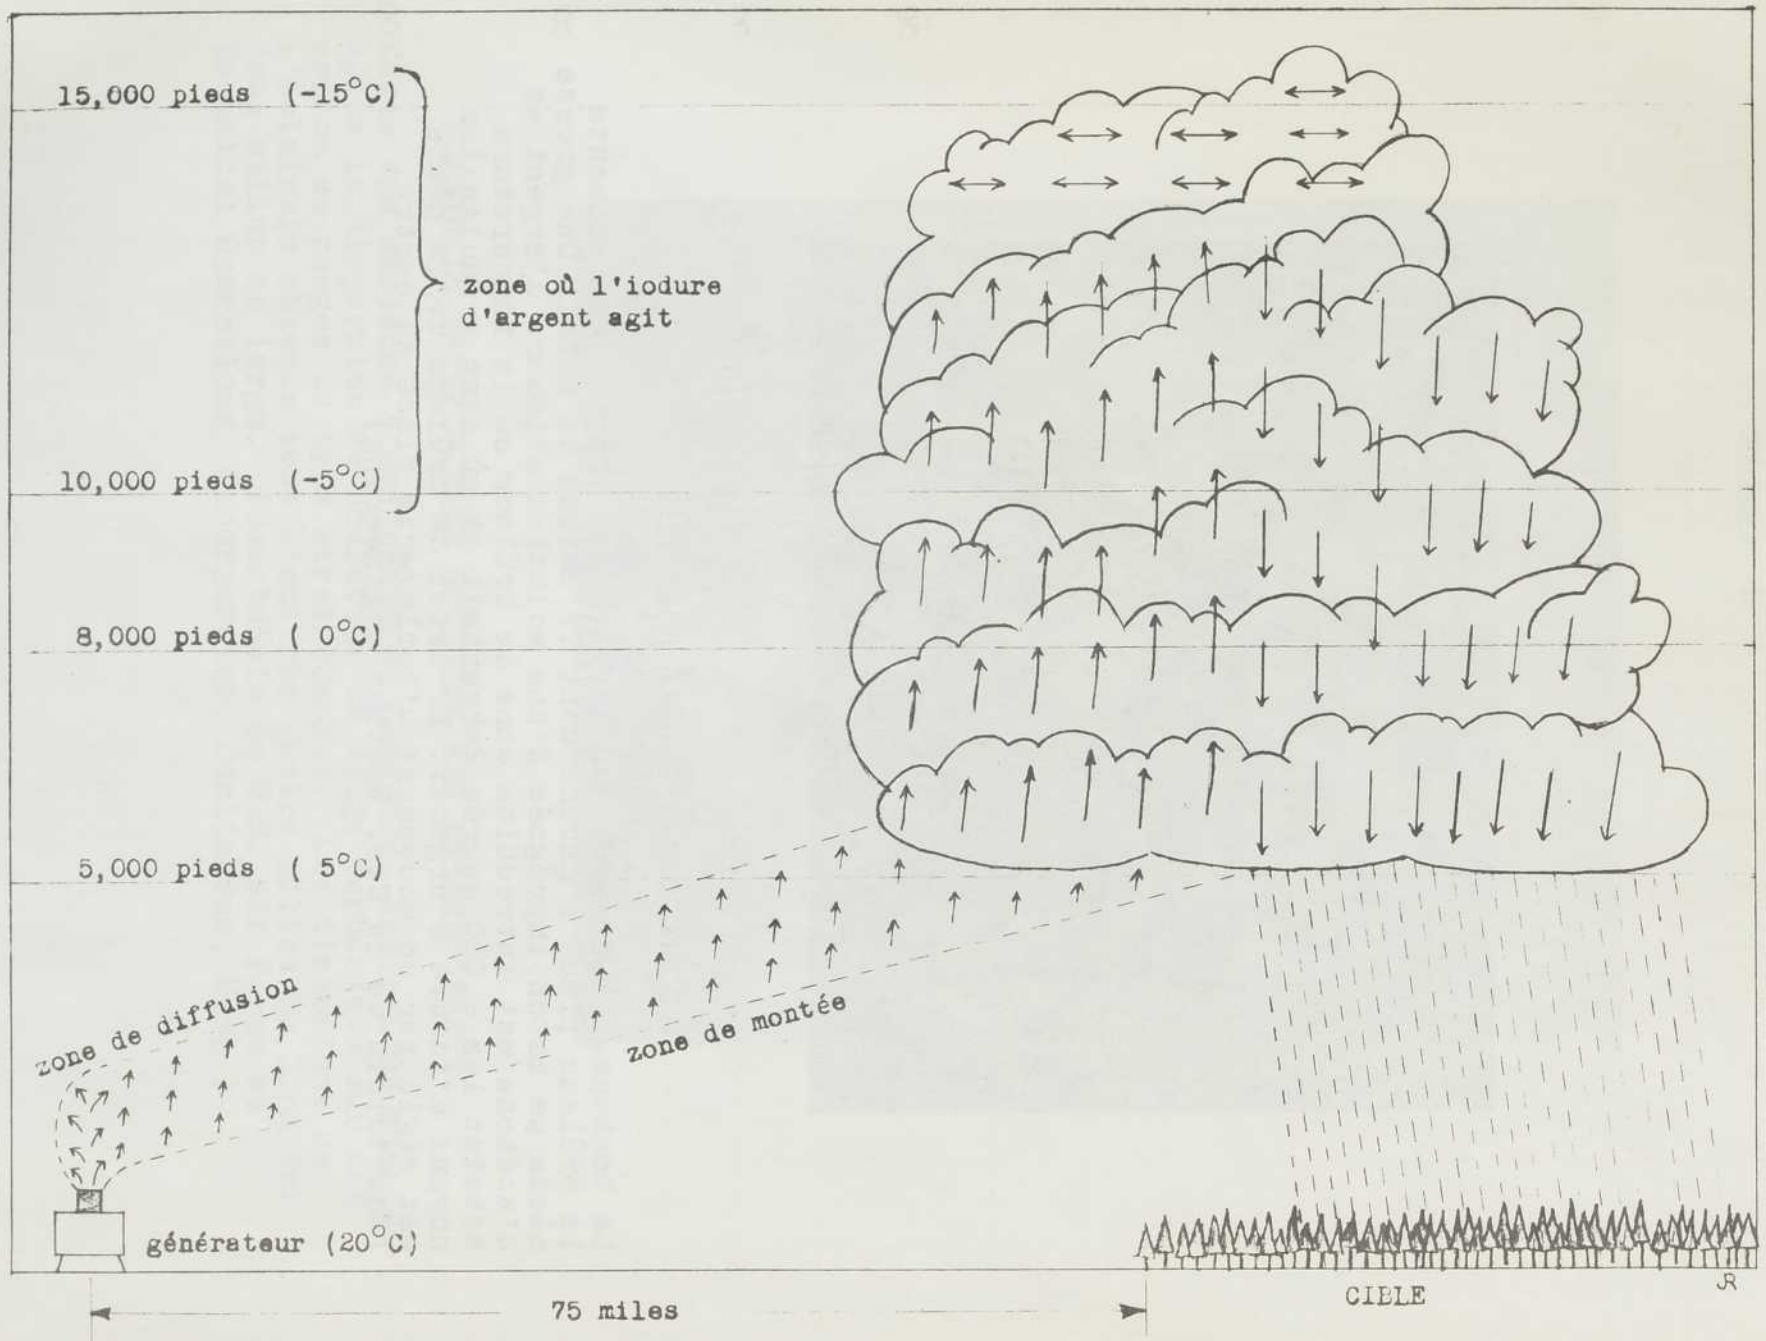 15,000 pieds (-15°C)
zone où l'iodure
d'argent agit
10,000 pieds (-5°C)
8,000 pieds ( 0°C)
5,000 pieds ( 5°C)
zone de diffusion
zone de montée
générateur (20°C)
75 miles
CIBLE
JR